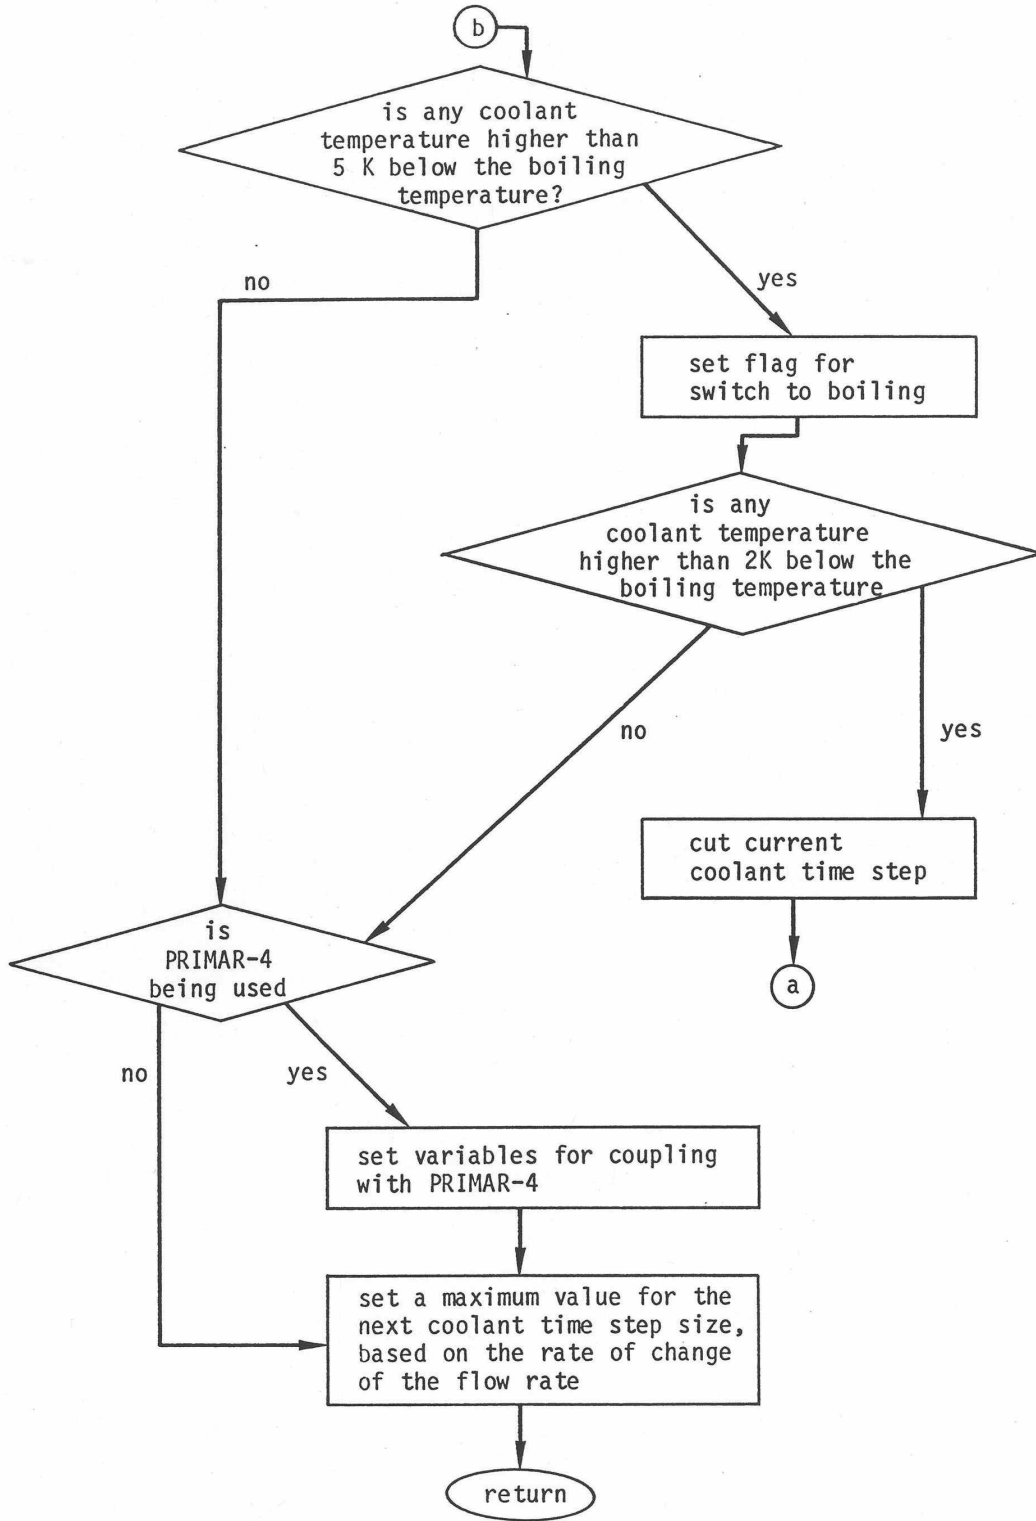 b
is any coolant
temperature higher than
5 K below the boiling
temperature?
no
yes
set flag for
switch to boiling
is any
coolant temperature
higher than 2K below the
boiling temperature
no
yes
cut current
coolant time step
a
is
PRIMAR-4
being used
no
yes
set variables for coupling
with PRIMAR-4
set a maximum value for the
next coolant time step size,
based on the rate of change
of the flow rate
return